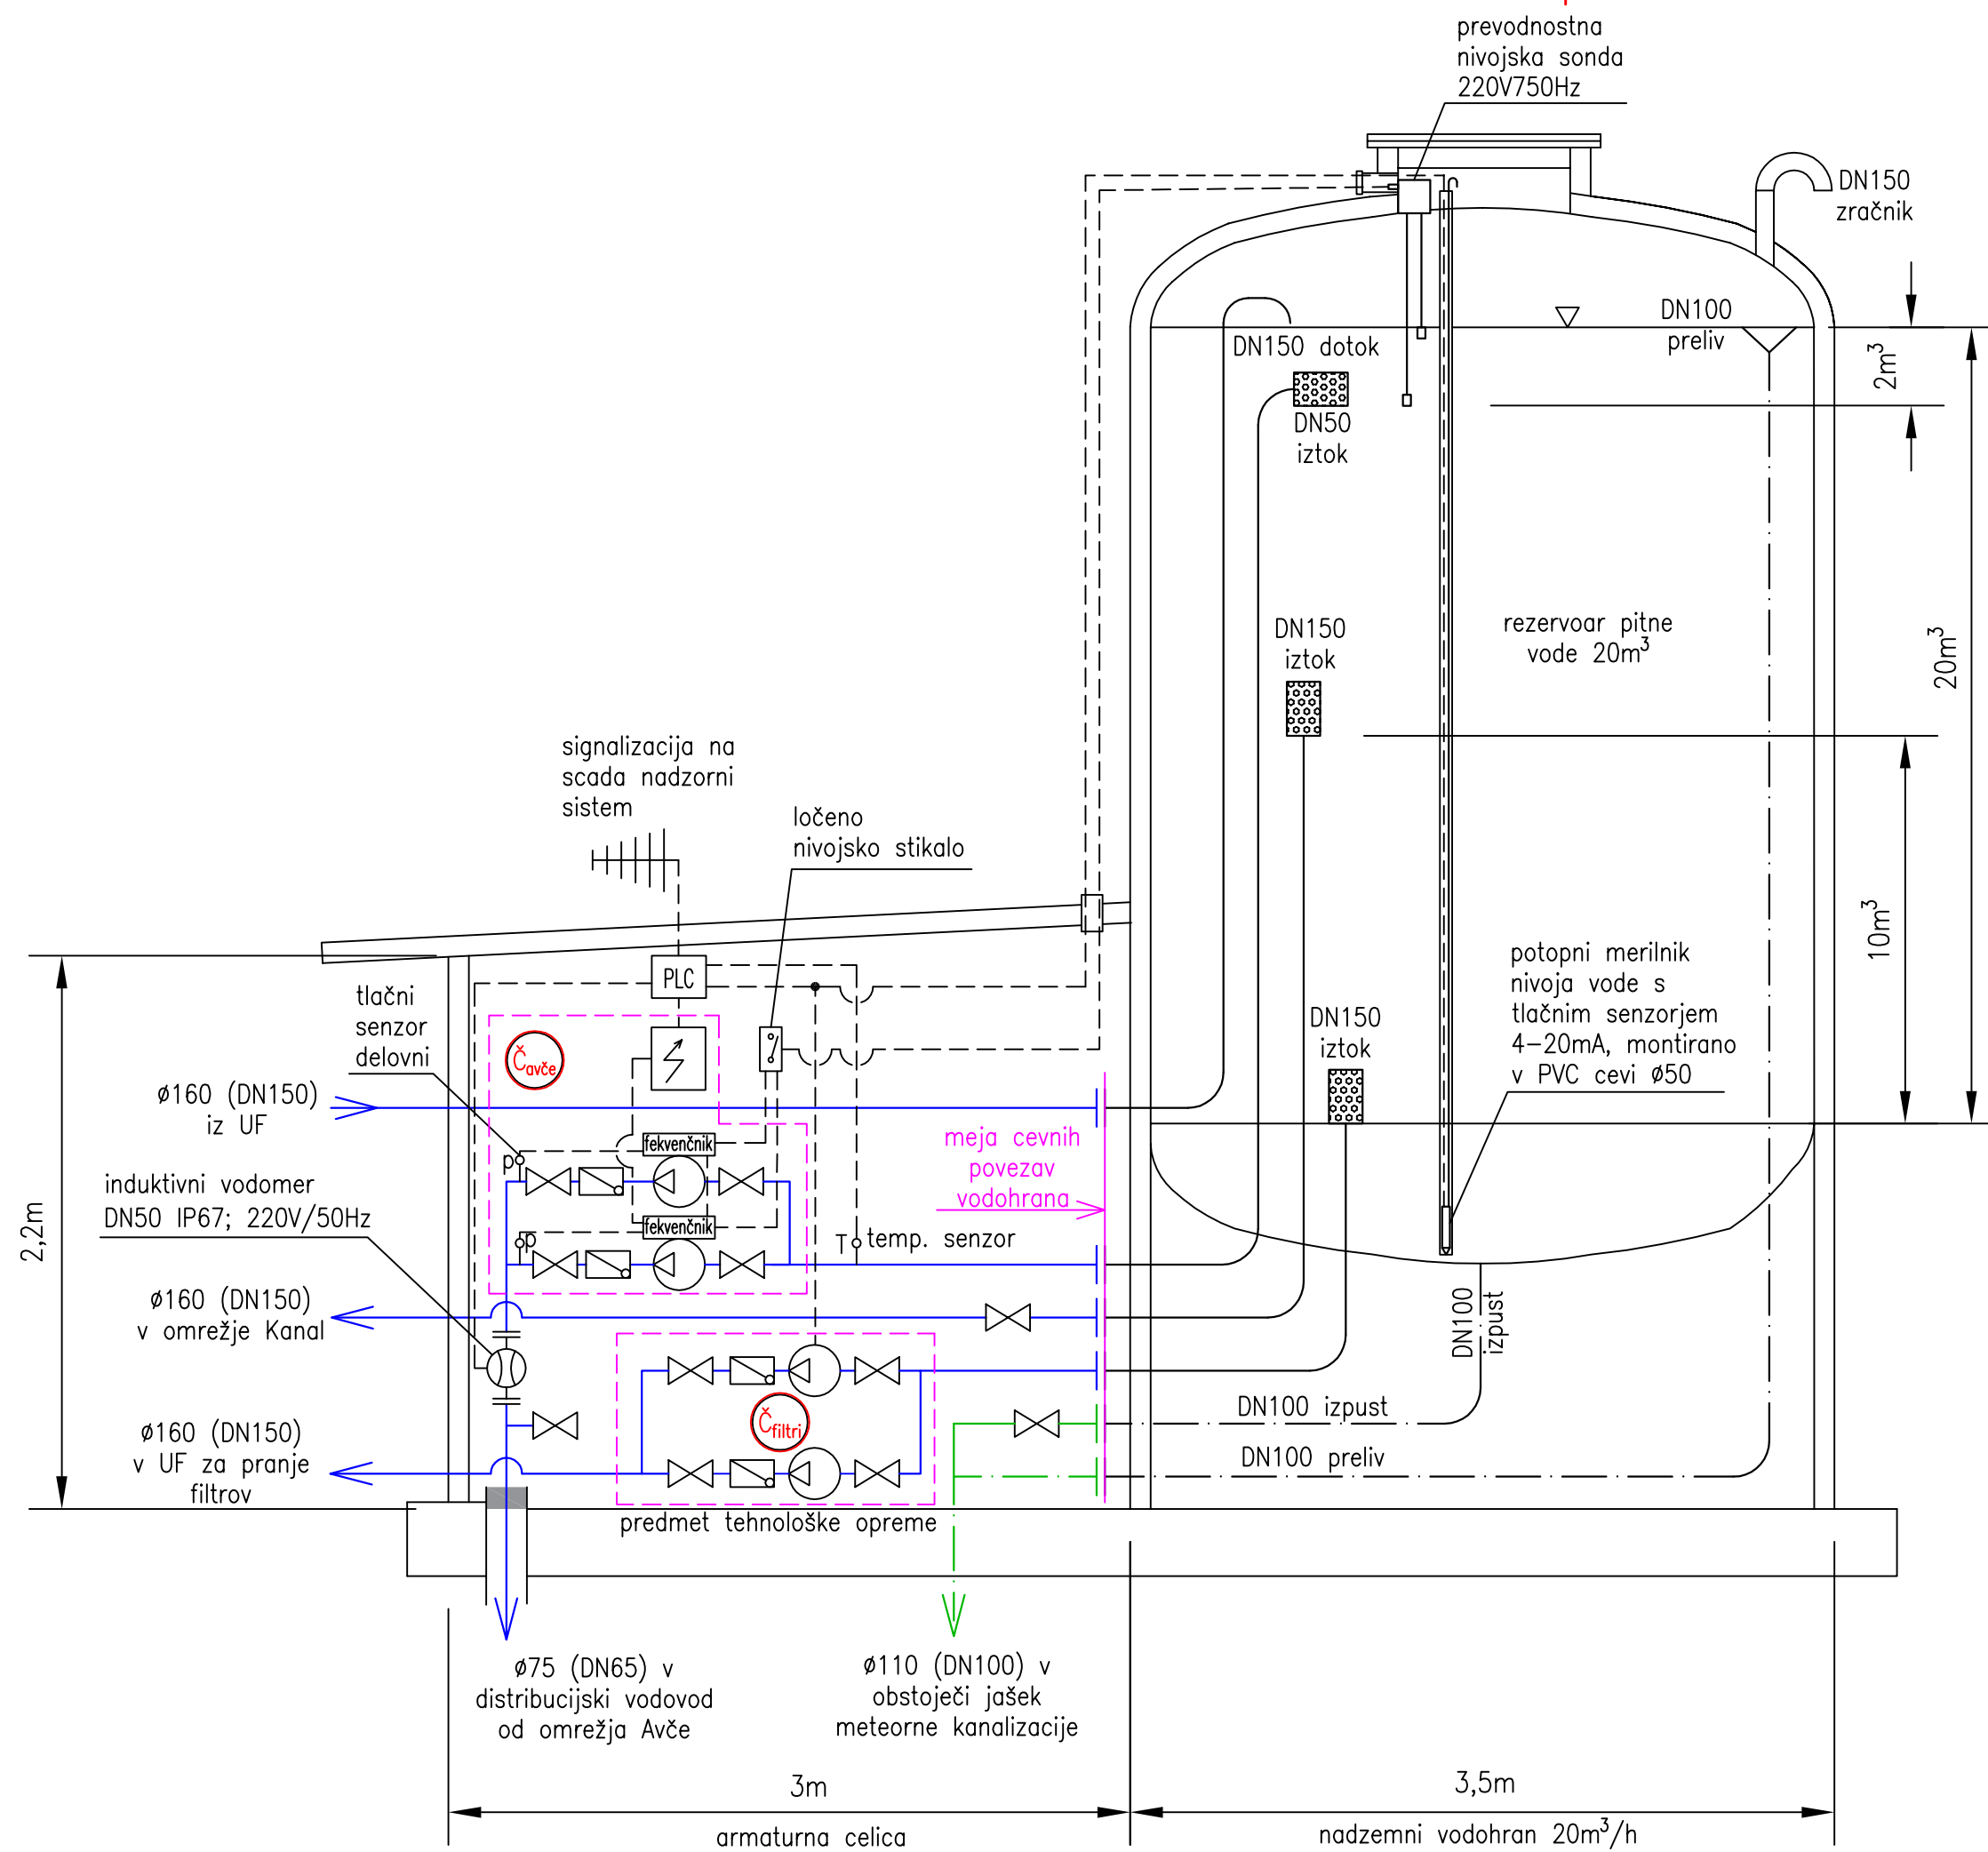 prevodnostna
nivojska sonda
220V750Hz
DN150
zračnik
DN100
preliv
2m³
DN150 dotok
DN50
iztok
DN150
iztok
rezervoar pitne
vode 20m³
20m³
signalizacija na
scada nadzorni
sistem
ločeno
nivojsko stikalo
10m³
potopni merilnik
nivoja vode s
tlačnim senzorjem
4-20mA, montirano
v PVC cevi Ø50
PLC
tlačni
senzor
delovni
DN150
iztok
Čavče
ø160 (DN150)
iz UF
fekvenčnik
meja cevnih
povezav
vodohrana
p
induktivni vodomer
DN50 IP67; 220V/50Hz
2,2m
fekvenčnik
p
T temp. senzor
ø160 (DN150)
v omrežje Kanal
DN100
izpust
DN100 izpust
Čfiltri
ø160 (DN150)
v UF za pranje
filtrov
DN100 preliv
predmet tehnološke opreme
ø75 (DN65) v
distribucijski vodovod
od omrežja Avče
ø110 (DN100) v
obstoječi jašek
meteorne kanalizacije
3m
armaturna celica
3,5m
nadzemni vodohran 20m³/h